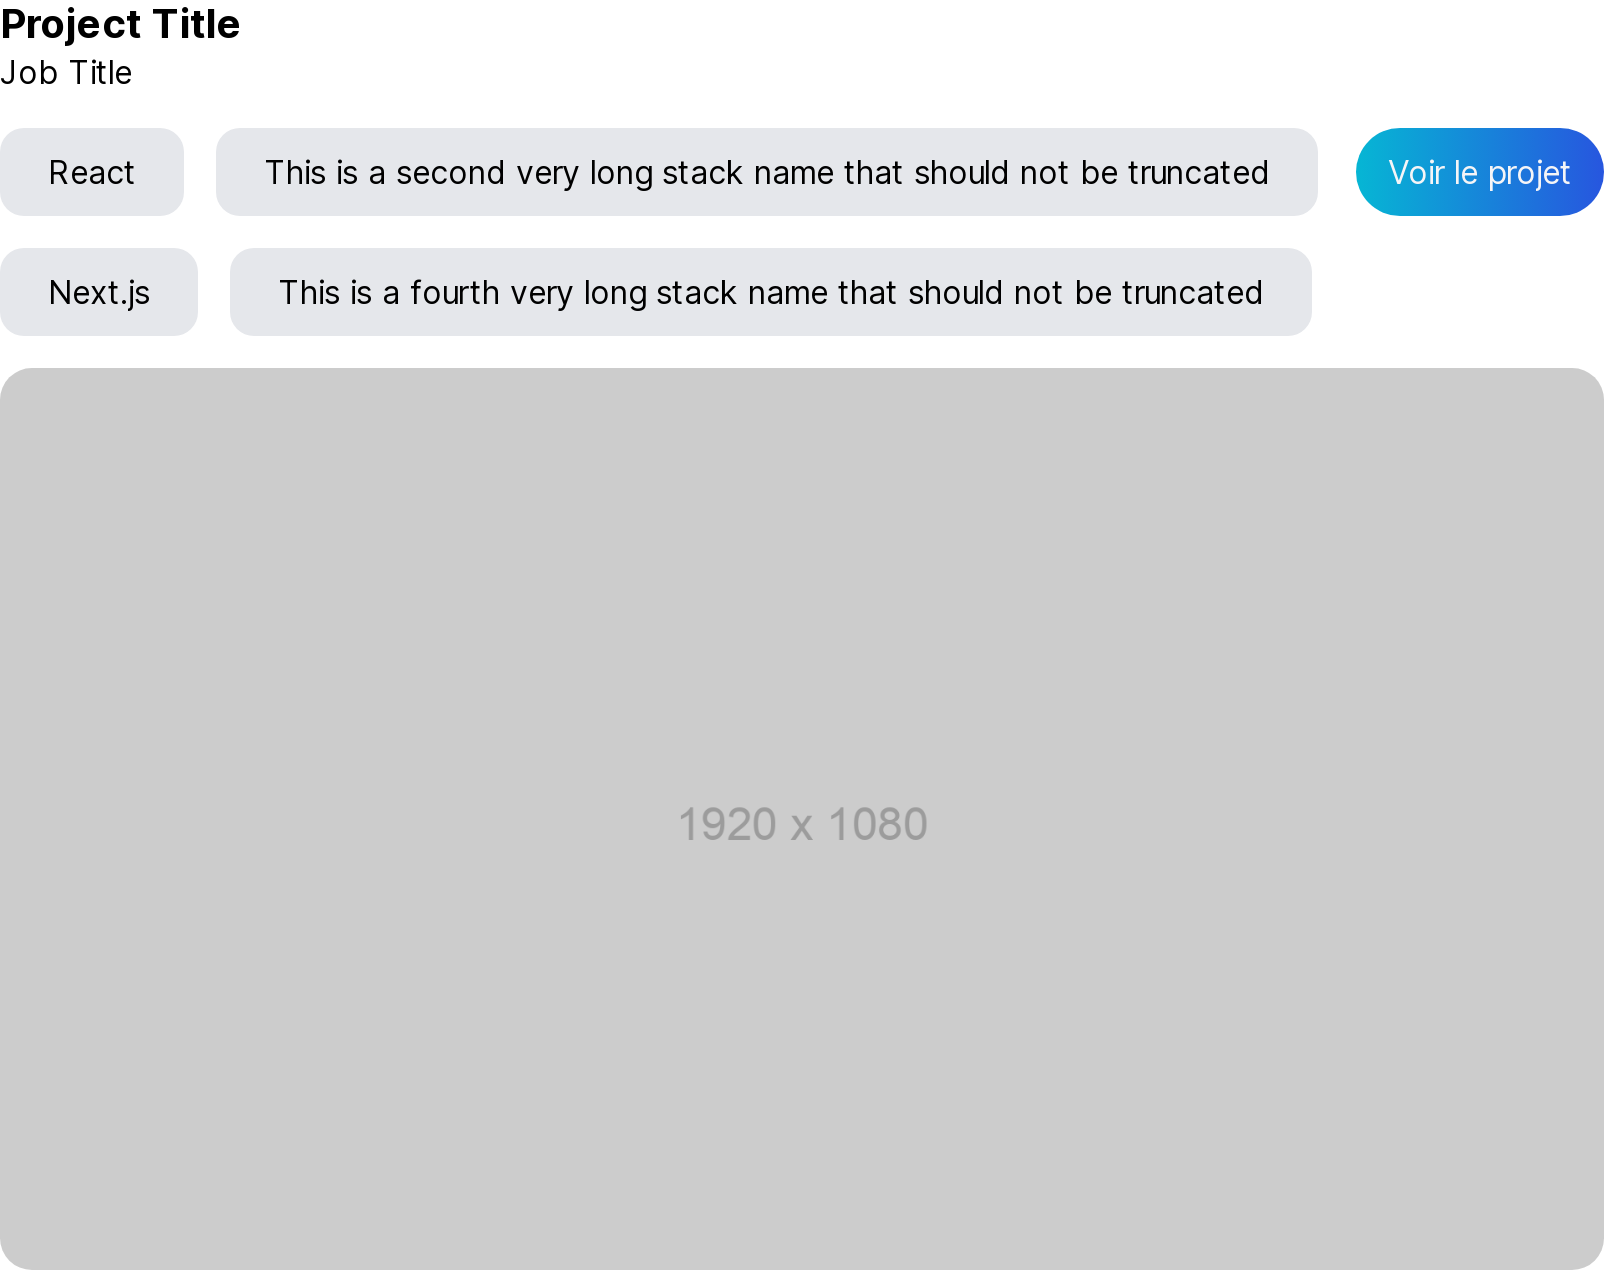 Project Title
Job Title
React
This is a second very long stack name that should not be truncated
Voir le projet
Next.js
This is a fourth very long stack name that should not be truncated
1920 x 1080